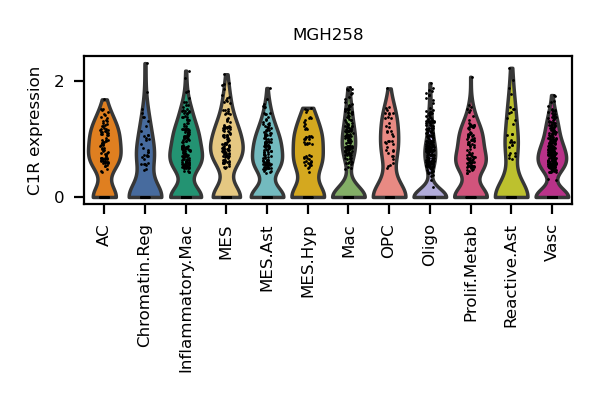 MGH258
C1R expression
2
0
AC
Chromatin.Reg
Inflammatory.Mac
MES
MES.Ast
MES.Hyp
Mac
OPC
Oligo
Prolif.Metab
Reactive.Ast
Vasc